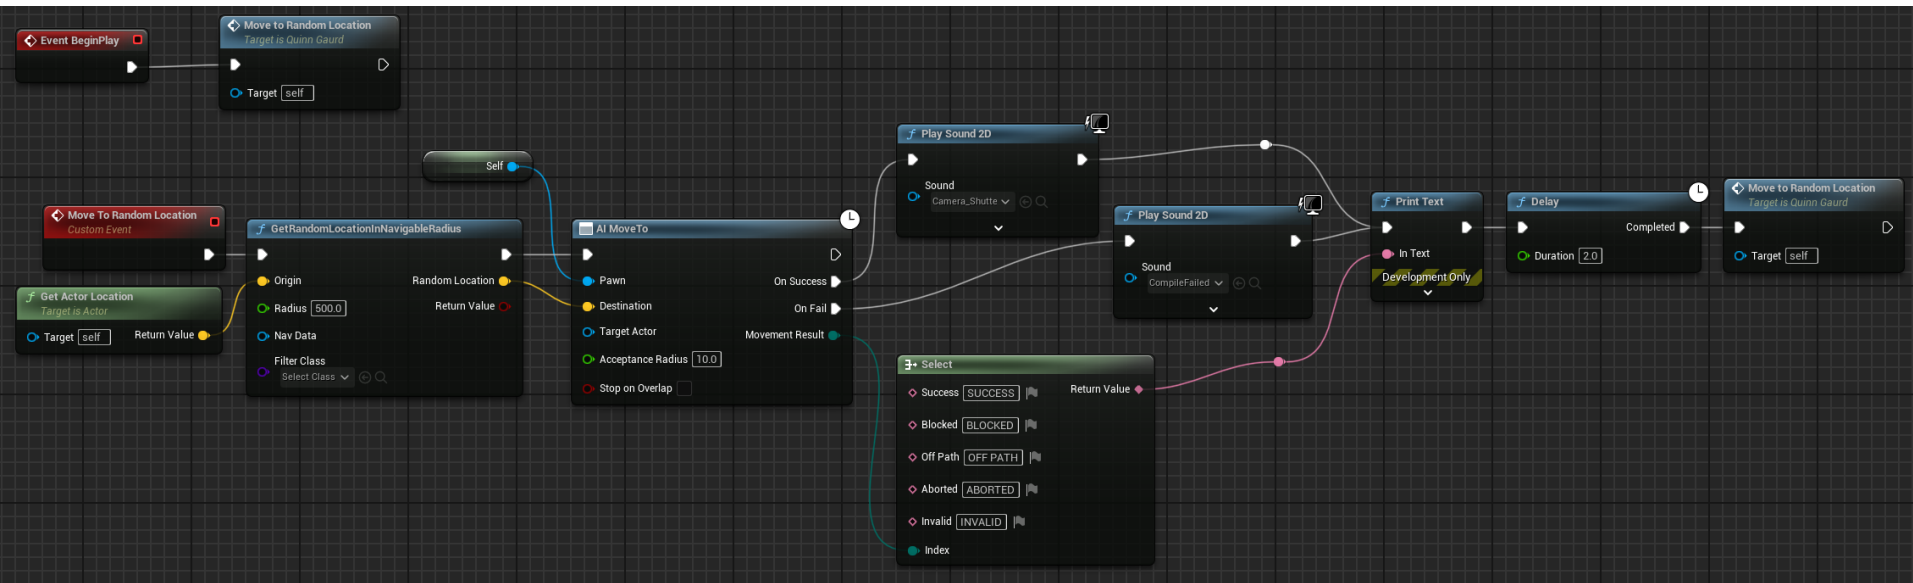 Event BeginPlay
Move to Random Location
Target is Quinn Gaurd
Target self
Self
Move To Random Location
Custom Event
Get Actor Location
Target is Actor
Target self
Return Value
GetRandomLocationInNavigableRadius
Origin
Random Location
Radius 500.0
Return Value
Nav Data
Filter Class
Select Class
AI MoveTo
Pawn
On Success
Destination
On Fail
Target Actor
Movement Result
Acceptance Radius 10.0
Stop on Overlap
Play Sound 2D
Sound
Camera_Shutte
Play Sound 2D
Sound
CompileFailed
Select
Success SUCCESS
Return Value
Blocked BLOCKED
Off Path OFF PATH
Aborted ABORTED
Invalid INVALID
Index
Print Text
In Text
Development Only
Delay
Completed
Duration 2.0
Move to Random Location
Target is Quinn Gaurd
Target self